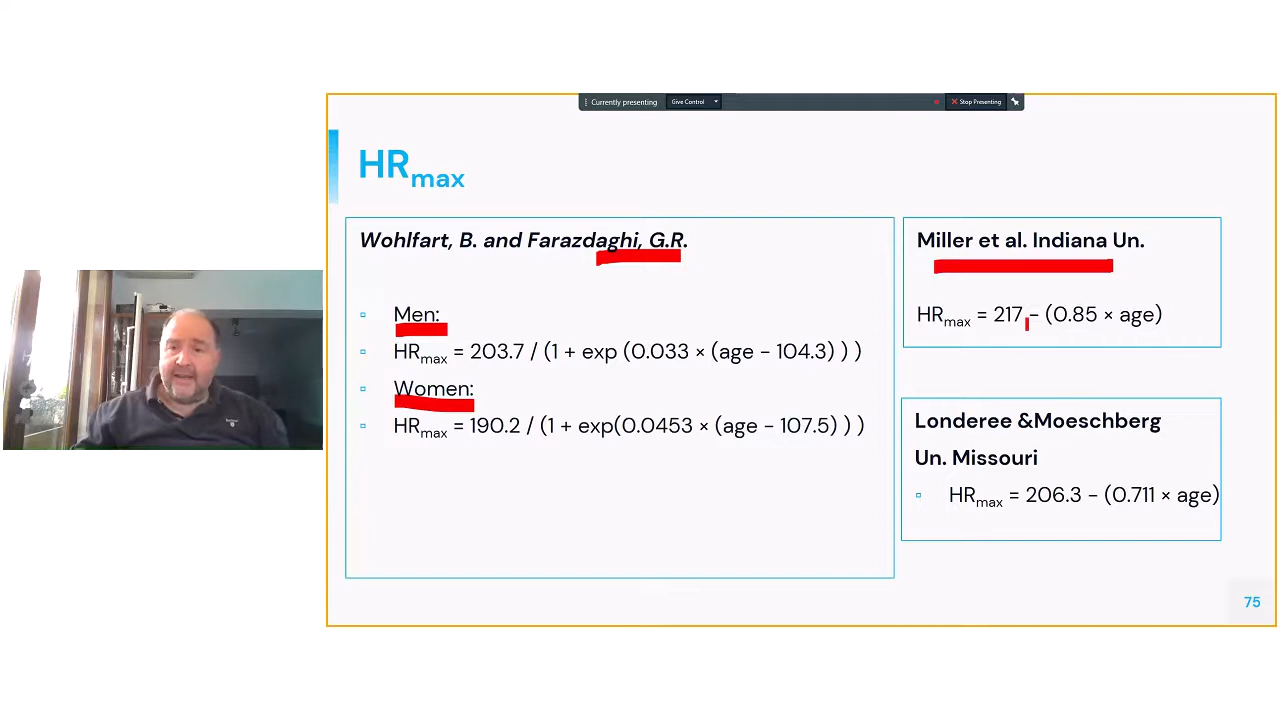 Currently presenting Give Control Stop Presenting
HRmax
Wohlfart, B. and Farazdaghi, G.R.
Men:
HRmax = 203.7 / (1 + exp (0.033 × (age − 104.3) ) )
Women:
HRmax = 190.2 / (1 + exp(0.0453 × (age − 107.5) ) )
Miller et al. Indiana Un.
HRmax = 217 − (0.85 × age)
Londeree &Moeschberg
Un. Missouri
HRmax = 206.3 − (0.711 × age)
75